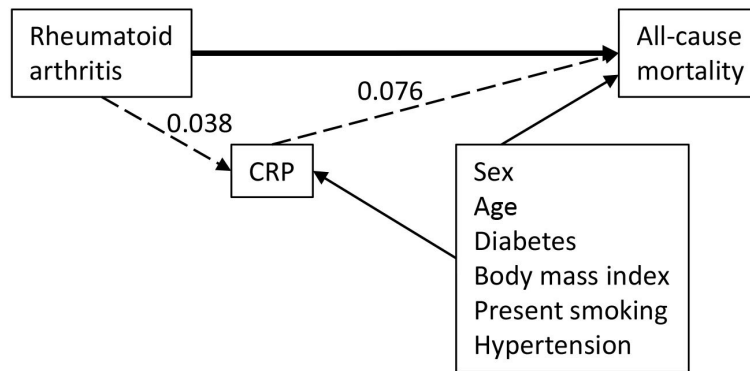 Rheumatoid
arthritis
All-cause
mortality
0.076
0.038
CRP
Sex
Age
Diabetes
Body mass index
Present smoking
Hypertension